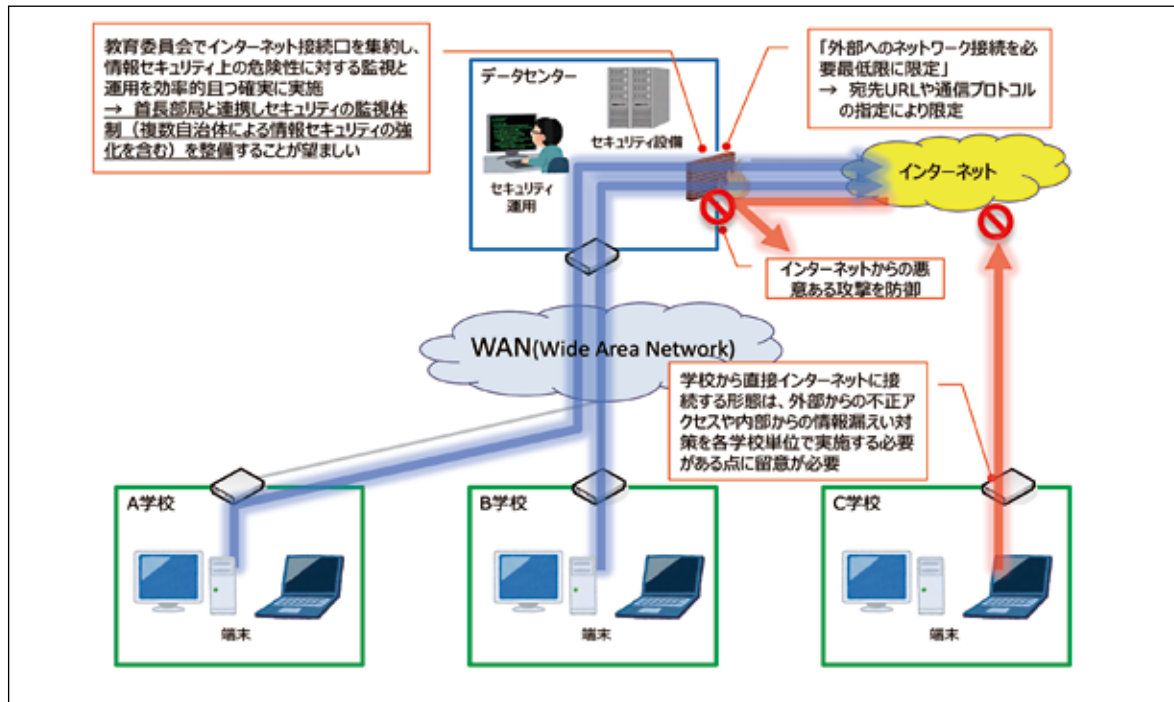 教育委員会でインターネット接続口を集約し、
情報セキュリティ上の危険性に対する監視と
運用を効率的且つ確実に実施
→ 首長部局と連携しセキュリティの監視体
制（複数自治体による情報セキュリティの強
化を含む）を整備することが望ましい
データセンター
セキュリティ設備
セキュリティ
運用
「外部へのネットワーク接続を必
要最低限に限定」
→ 宛先URLや通信プロトコル
の指定により限定
インターネット
インターネットからの悪
意ある攻撃を防御
WAN(Wide Area Network)
学校から直接インターネットに接
続する形態は、外部からの不正ア
クセスや内部からの情報漏えい対
策を各学校単位で実施する必要
がある点に留意が必要
A学校
端末
B学校
端末
C学校
端末